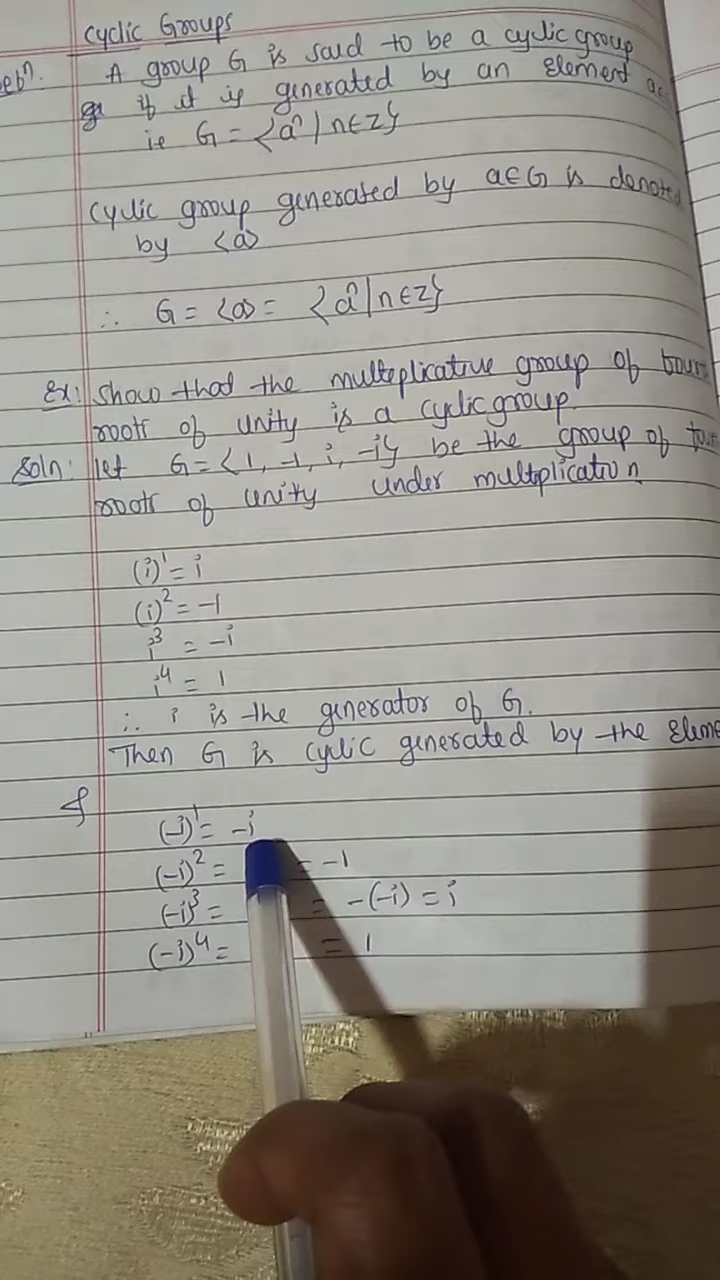 Cyclic Groups
A group G is said to be a cyclic group
if it is generated by an element
ie G = {aⁿ | n∈Z}
Cyclic group generated by a∈G is denoted
by <a>
∴ G = <a> = {aⁿ | n∈Z}
Ex: Show that the multiplicative group of
roots of unity is a cyclic group.
Soln: let G = {1, -1, i, -i} be the group of
roots of unity under multiplication
(i)¹ = i
(i)² = -1
i³ = -i
i⁴ = 1
∴ i is the generator of G.
Then G is cyclic generated by the
(-i)¹ = -i
(-i)² = = -1
(-i)³ = = -(-i) = i
(-i)⁴ = = 1